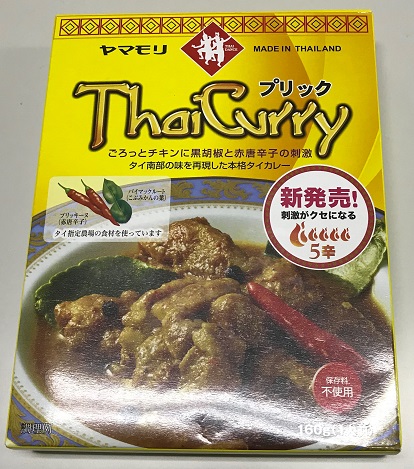 ヤマモリ
THAI DANCE
MADE IN THAILAND
プリック
ThaiCurry
ごろっとチキンに黒胡椒と赤唐辛子の刺激
タイ南部の味を再現した本格タイカレー
バイマックルート
(こぶみかんの葉)
プリッキーヌ
(赤唐辛子)
タイ指定農場の食材を使っています
新発売!
刺激がクセになる
5辛
保存料
不使用
調理例
160g